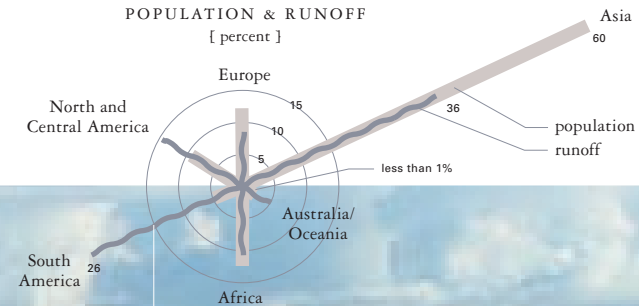 POPULATION & RUNOFF
{ percent }
Asia
60
Europe
15
North and
Central America
36
10
population
5
runoff
less than 1%
Australia/
Oceania
South
America
26
Africa